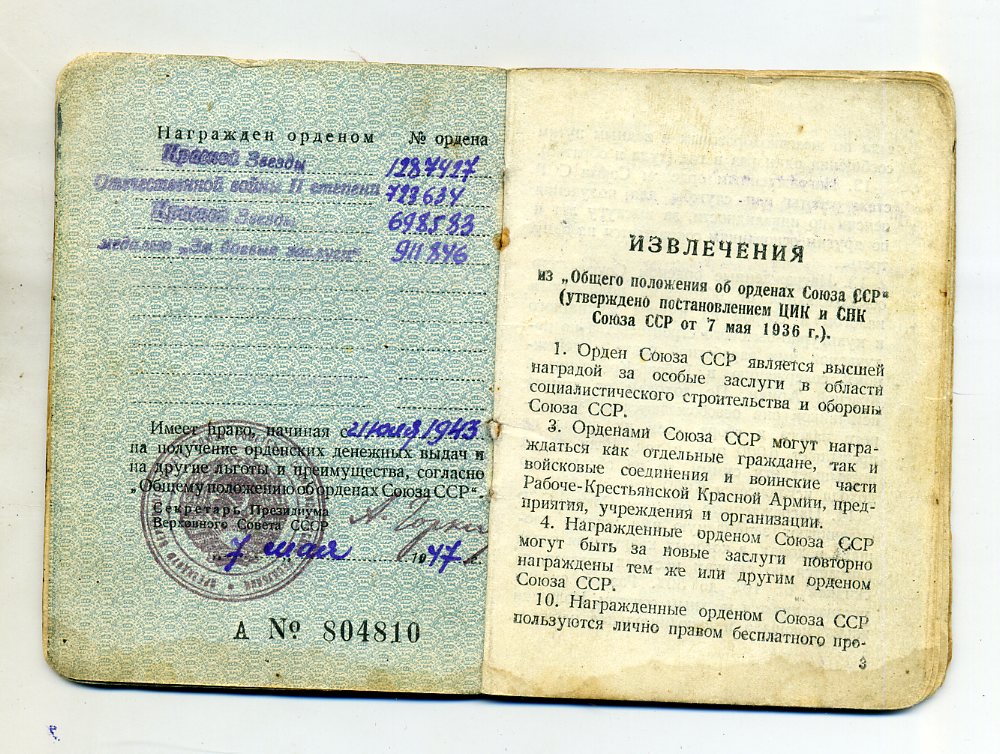 Награжден орденом № ордена
Красной Звезды 1287427
Отечественной войны II степени 728634
Красной Звезды 698583
медалью „За боевые заслуги“ 911846
Имеет право, начиная с 21 1943
на получение орденских денежных выдач и
на другие льготы и преимущества, согласно
„Общему положению об орденах Союза ССР“.
Секретарь Президиума
Верховного Совета СССР
„7 мая 1947
А № 804810
ИЗВЛЕЧЕНИЯ
из „Общего положения об орденах Союза ССР“
(утверждено постановлением ЦИК и СНК
Союза ССР от 7 мая 1936 г.).
1. Орден Союза ССР является высшей
наградой за особые заслуги в области
социалистического строительства и обороны
Союза ССР.
3. Орденами Союза ССР могут награ-
ждаться как отдельные граждане, так и
войсковые соединения и воинские части
Рабоче-Крестьянской Красной Армии, пред-
приятия, учреждения и организации.
4. Награжденные орденом Союза ССР
могут быть за новые заслуги повторно
награждены тем же или другим орденом
Союза ССР.
10. Награжденные орденом Союза ССР
пользуются лично правом бесплатного про-
3